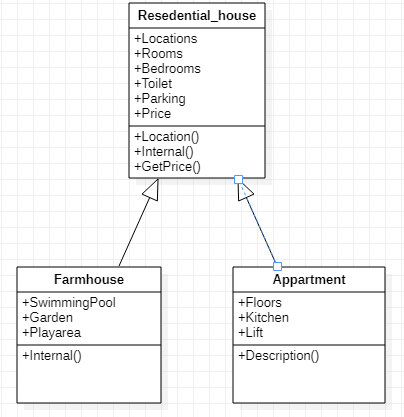 Resedential_house
+Locations
+Rooms
+Bedrooms
+Toilet
+Parking
+Price
+Location()
+Internal()
+GetPrice()
Farmhouse
+SwimmingPool
+Garden
+Playarea
+Internal()
Appartment
+Floors
+Kitchen
+Lift
+Description()